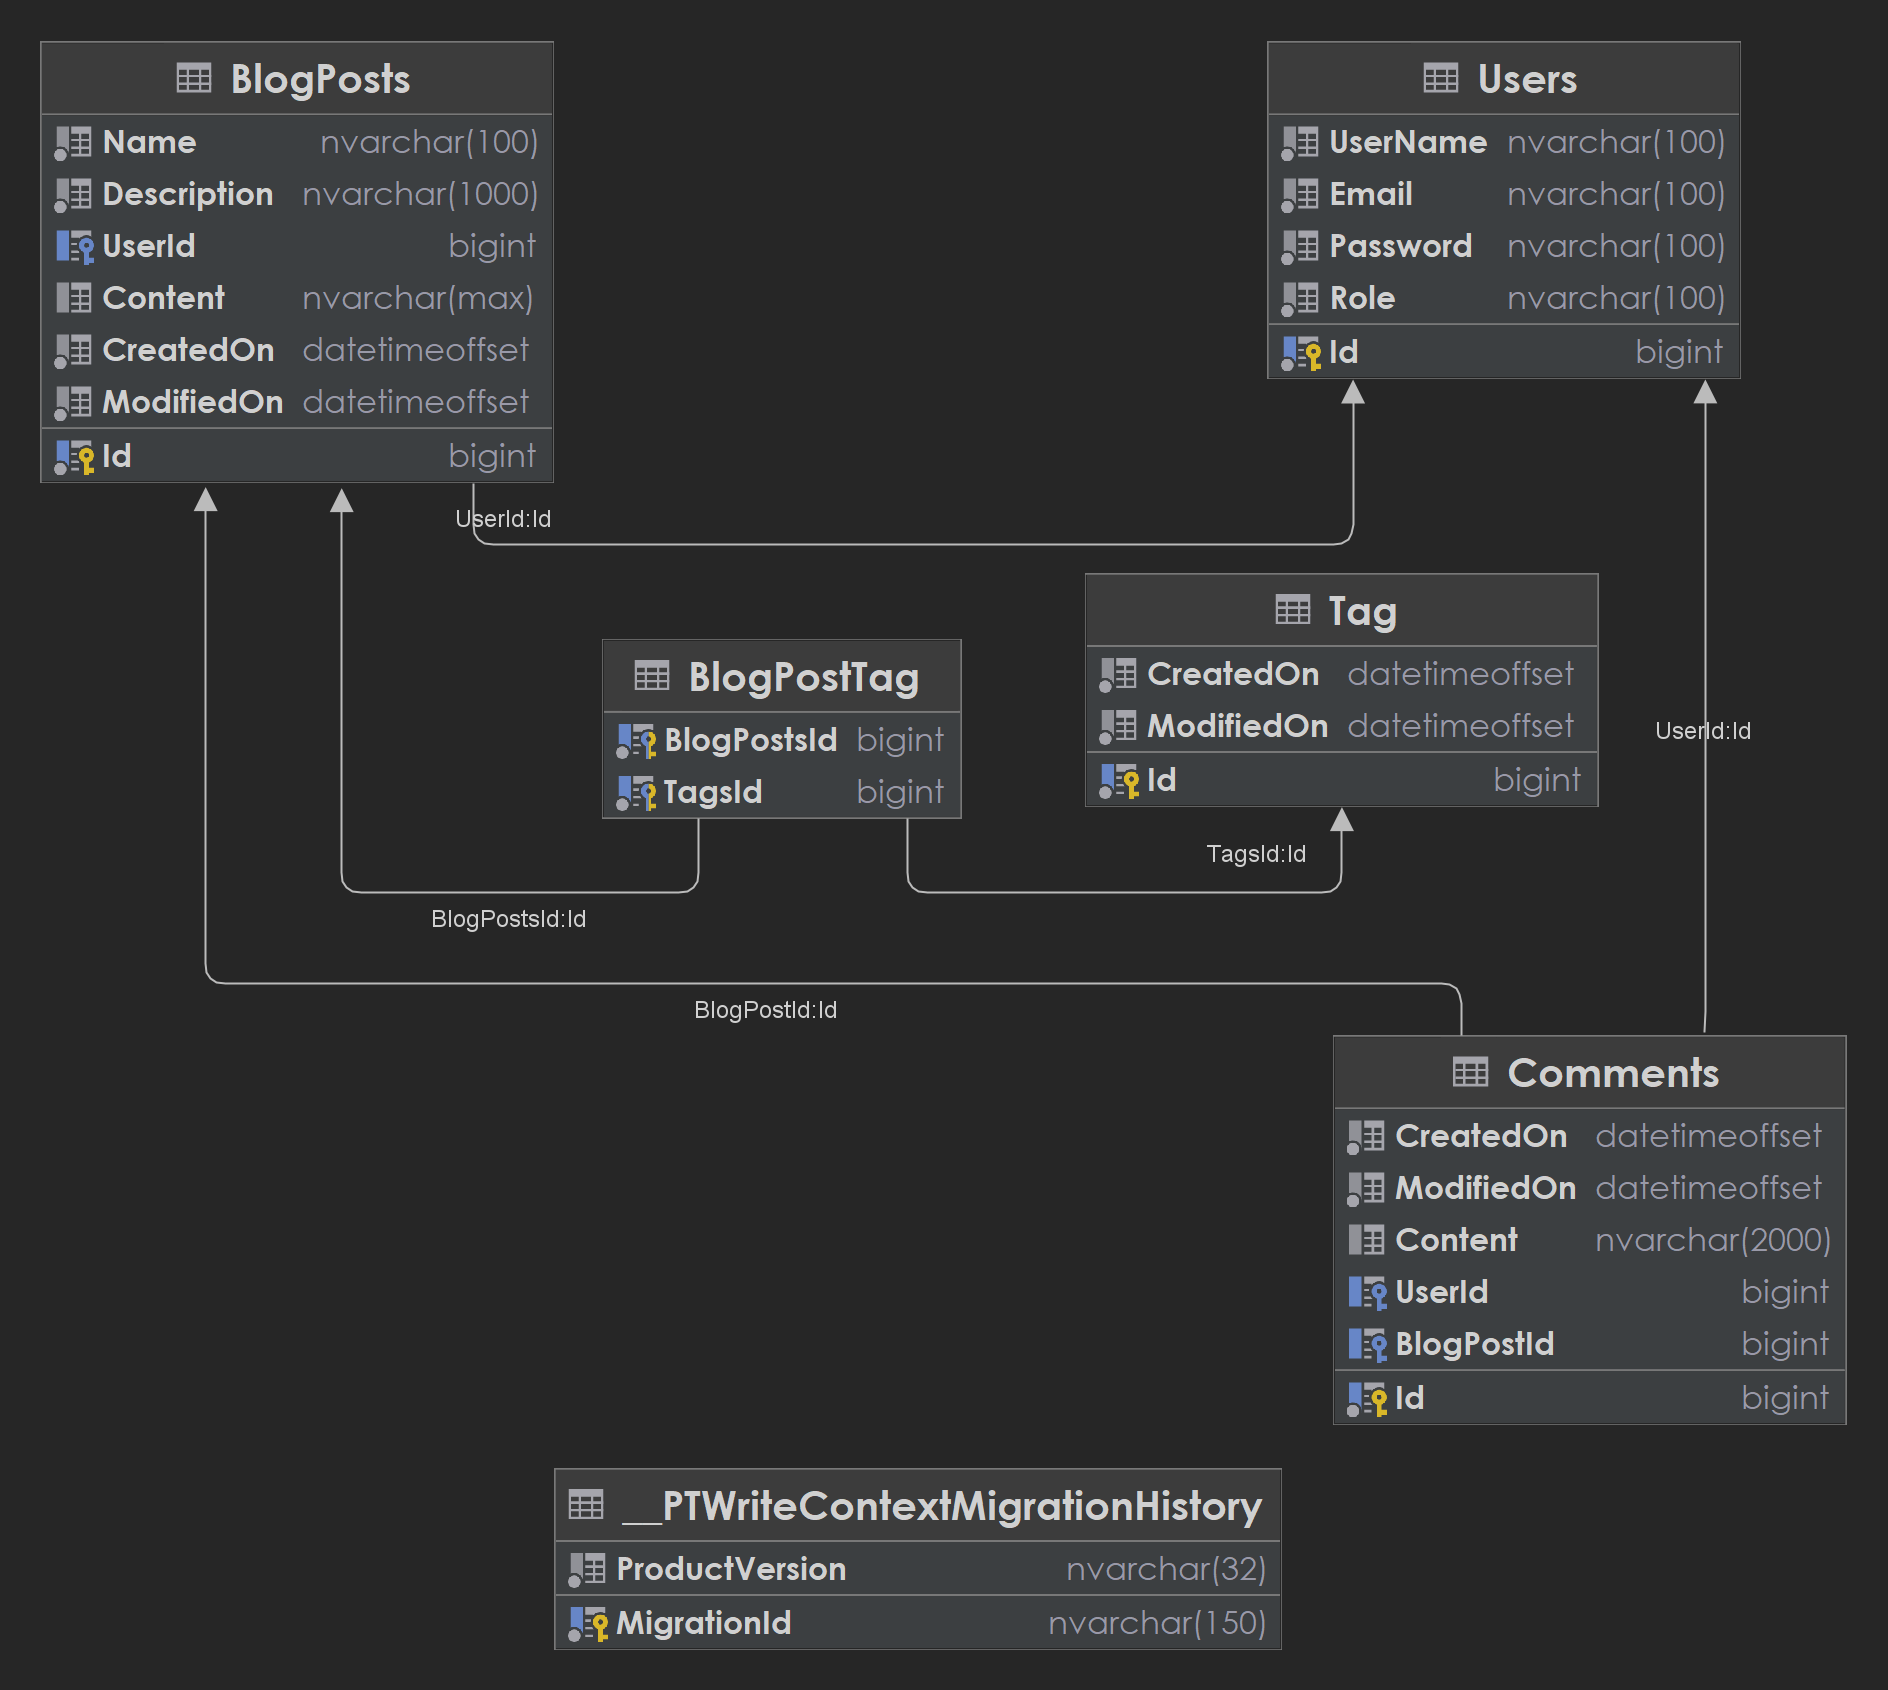 BlogPosts
Name nvarchar(100)
Description nvarchar(1000)
UserId bigint
Content nvarchar(max)
CreatedOn datetimeoffset
ModifiedOn datetimeoffset
Id bigint
Users
UserName nvarchar(100)
Email nvarchar(100)
Password nvarchar(100)
Role nvarchar(100)
Id bigint
UserId:Id
BlogPostTag
BlogPostsId bigint
TagsId bigint
Tag
CreatedOn datetimeoffset
ModifiedOn datetimeoffset
Id bigint
UserId:Id
TagsId:Id
BlogPostsId:Id
BlogPostId:Id
Comments
CreatedOn datetimeoffset
ModifiedOn datetimeoffset
Content nvarchar(2000)
UserId bigint
BlogPostId bigint
Id bigint
__PTWriteContextMigrationHistory
ProductVersion nvarchar(32)
MigrationId nvarchar(150)